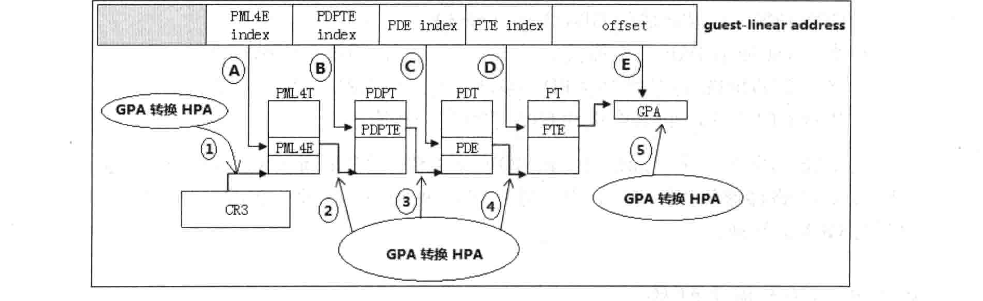 PML4E index
PDPTE index
PDE index
PTE index
offset
guest-linear address
A
B
C
D
E
PML4T
PDPT
PDT
PT
GPA 转换 HPA
GPA
PDPTE
PTE
1
PML4E
PDE
5
CR3
2
3
4
GPA 转换 HPA
GPA 转换 HPA